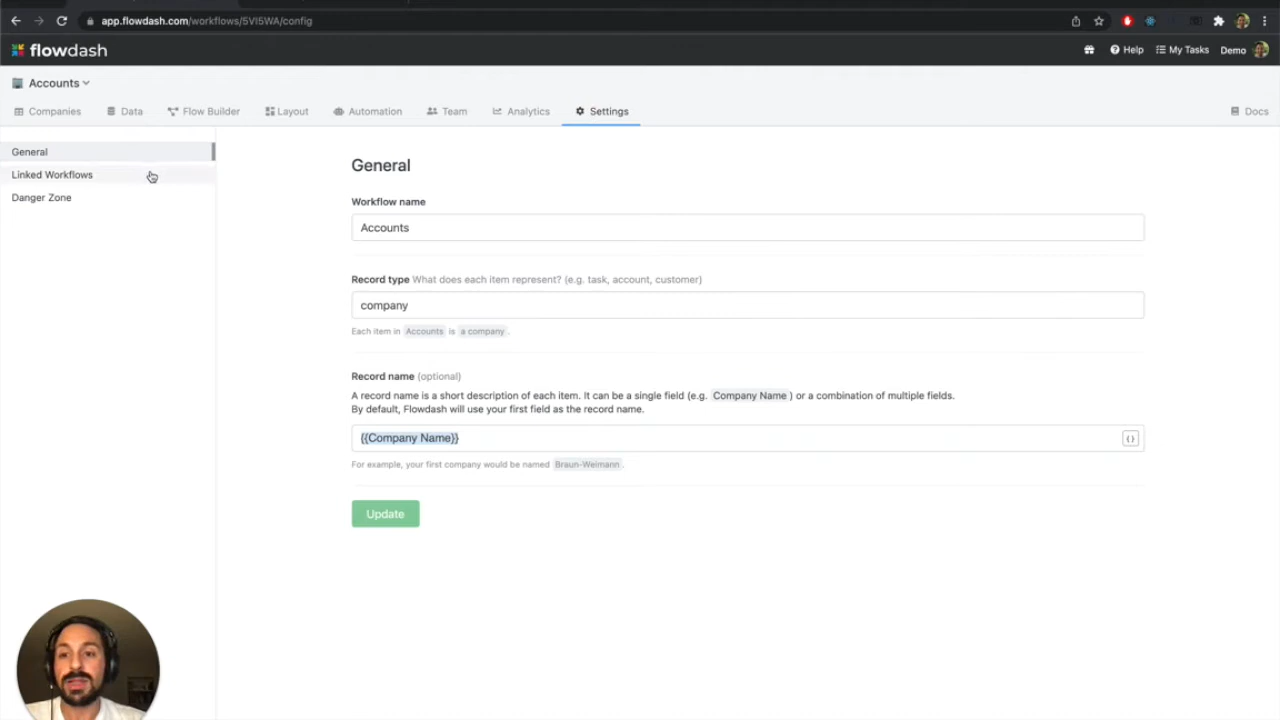 app.flowdash.com/workflows/5VI5WA/config
flowdash
Help
My Tasks
Demo
Accounts
Companies
Data
Flow Builder
Layout
Automation
Team
Analytics
Settings
Docs
General
Linked Workflows
Danger Zone
General
Workflow name
Accounts
Record type What does each item represent? (e.g. task, account, customer)
company
Each item in Accounts is a company .
Record name (optional)
A record name is a short description of each item. It can be a single field (e.g. Company Name ) or a combination of multiple fields.
By default, Flowdash will use your first field as the record name.
{{Company Name}}
{}
For example, your first company would be named Braun-Weimann .
Update